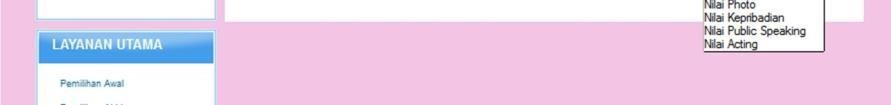 Nilai Photo
Nilai Kepribadian
Nilai Public Speaking
Nilai Acting
LAYANAN UTAMA
Pemilihan Awal